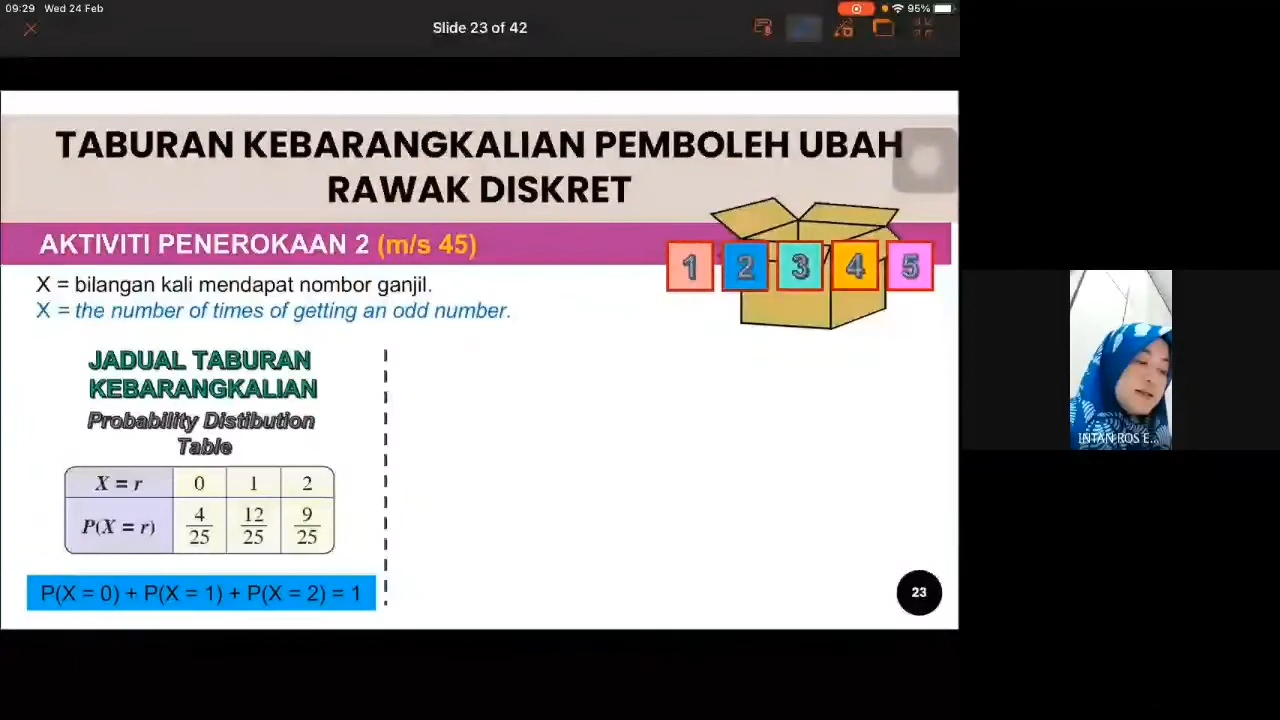 09:29 Wed 24 Feb
95%
Slide 23 of 42
TABURAN KEBARANGKALIAN PEMBOLEH UBAH
RAWAK DISKRET
AKTIVITI PENEROKAAN 2 (m/s 45)
1 2 3 4 5
X = bilangan kali mendapat nombor ganjil.
X = the number of times of getting an odd number.
JADUAL TABURAN
KEBARANGKALIAN
Probability Distibution
Table
X = r 0 1 2
P(X = r) 4/25 12/25 9/25
P(X = 0) + P(X = 1) + P(X = 2) = 1
23
INTAN ROS E...